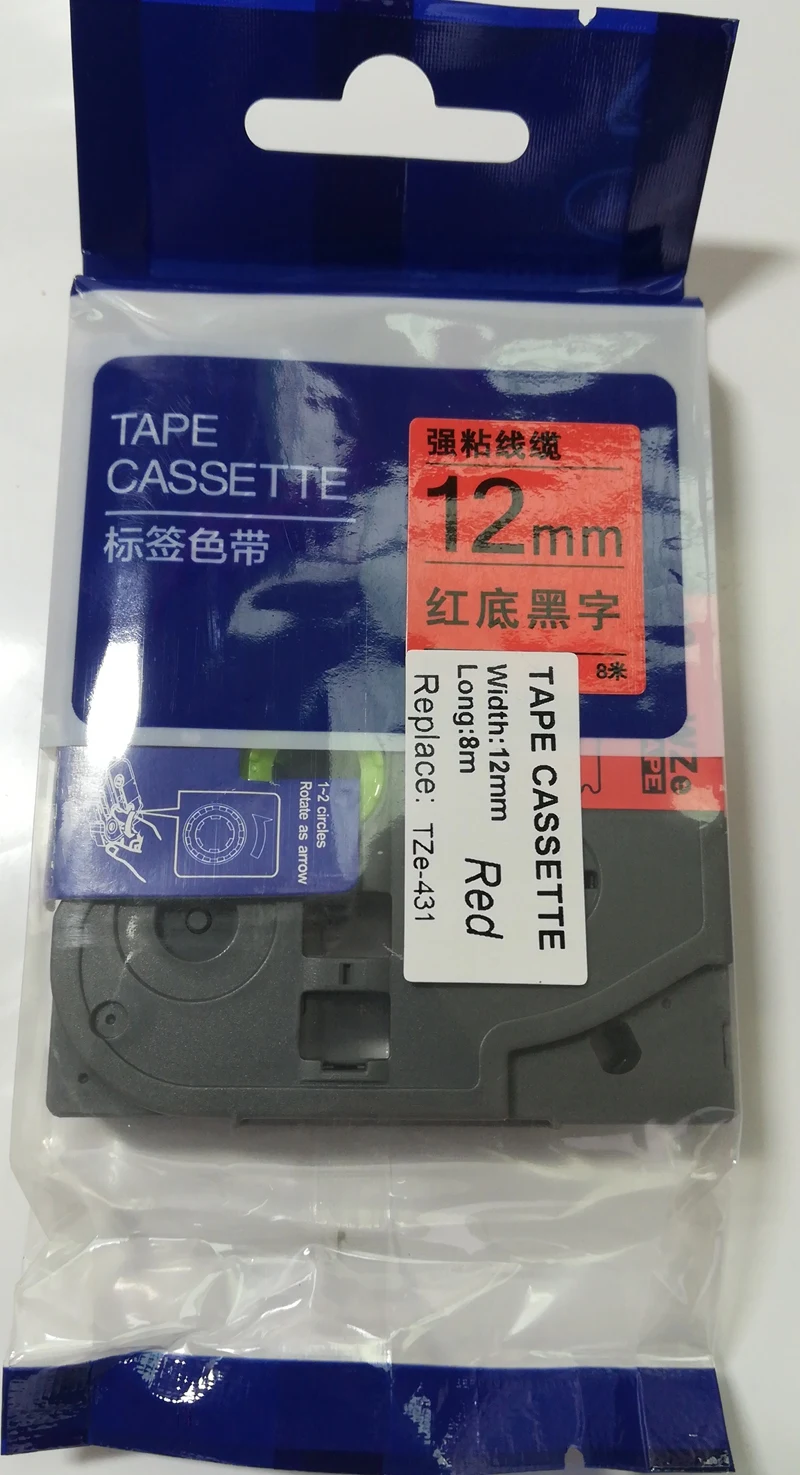 TAPE
CASSETTE
标签色带
强粘线缆
12mm
红底黑字
8米
TAPE CASSETTE
Width:12mm
Long:8m
Red
Replace: TZe-431
1~2 circles
Rotate as arrow